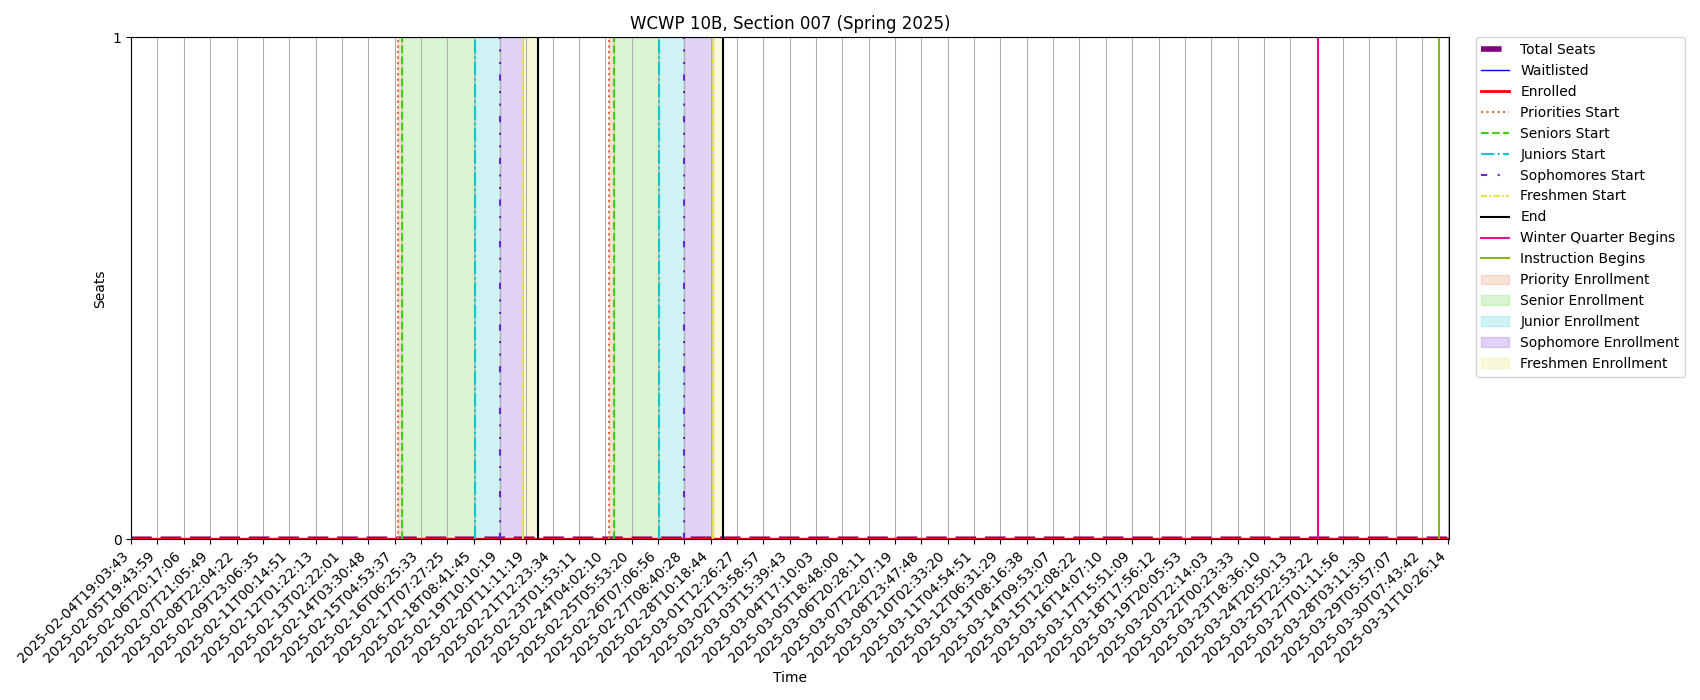 WCWP 10B, Section 007 (Spring 2025)
1
0
Seats
2025-02-04T19:03:43
2025-02-05T19:43:59
2025-02-06T20:17:06
2025-02-07T21:05:49
2025-02-08T22:04:22
2025-02-09T23:06:35
2025-02-11T00:14:51
2025-02-12T01:22:13
2025-02-13T02:22:01
2025-02-14T03:30:48
2025-02-15T04:53:37
2025-02-16T06:25:33
2025-02-17T07:27:25
2025-02-18T08:41:45
2025-02-19T10:10:19
2025-02-20T11:11:19
2025-02-21T12:23:34
2025-02-23T01:53:11
2025-02-24T04:02:10
2025-02-25T05:53:20
2025-02-26T07:06:56
2025-02-27T08:40:28
2025-02-28T10:18:44
2025-03-01T12:26:27
2025-03-02T13:58:57
2025-03-03T15:39:43
2025-03-04T17:10:03
2025-03-05T18:48:00
2025-03-06T20:28:11
2025-03-07T22:07:19
2025-03-08T23:47:48
2025-03-10T02:33:20
2025-03-11T04:54:51
2025-03-12T06:31:29
2025-03-13T08:16:38
2025-03-14T09:53:07
2025-03-15T12:08:22
2025-03-16T14:07:10
2025-03-17T15:51:09
2025-03-18T17:56:12
2025-03-19T20:05:53
2025-03-20T22:14:03
2025-03-22T00:23:33
2025-03-23T18:36:10
2025-03-24T20:50:13
2025-03-25T22:53:22
2025-03-27T01:11:56
2025-03-28T03:11:30
2025-03-29T05:57:07
2025-03-30T07:43:42
2025-03-31T10:26:14
Time
Total Seats
Waitlisted
Enrolled
Priorities Start
Seniors Start
Juniors Start
Sophomores Start
Freshmen Start
End
Winter Quarter Begins
Instruction Begins
Priority Enrollment
Senior Enrollment
Junior Enrollment
Sophomore Enrollment
Freshmen Enrollment